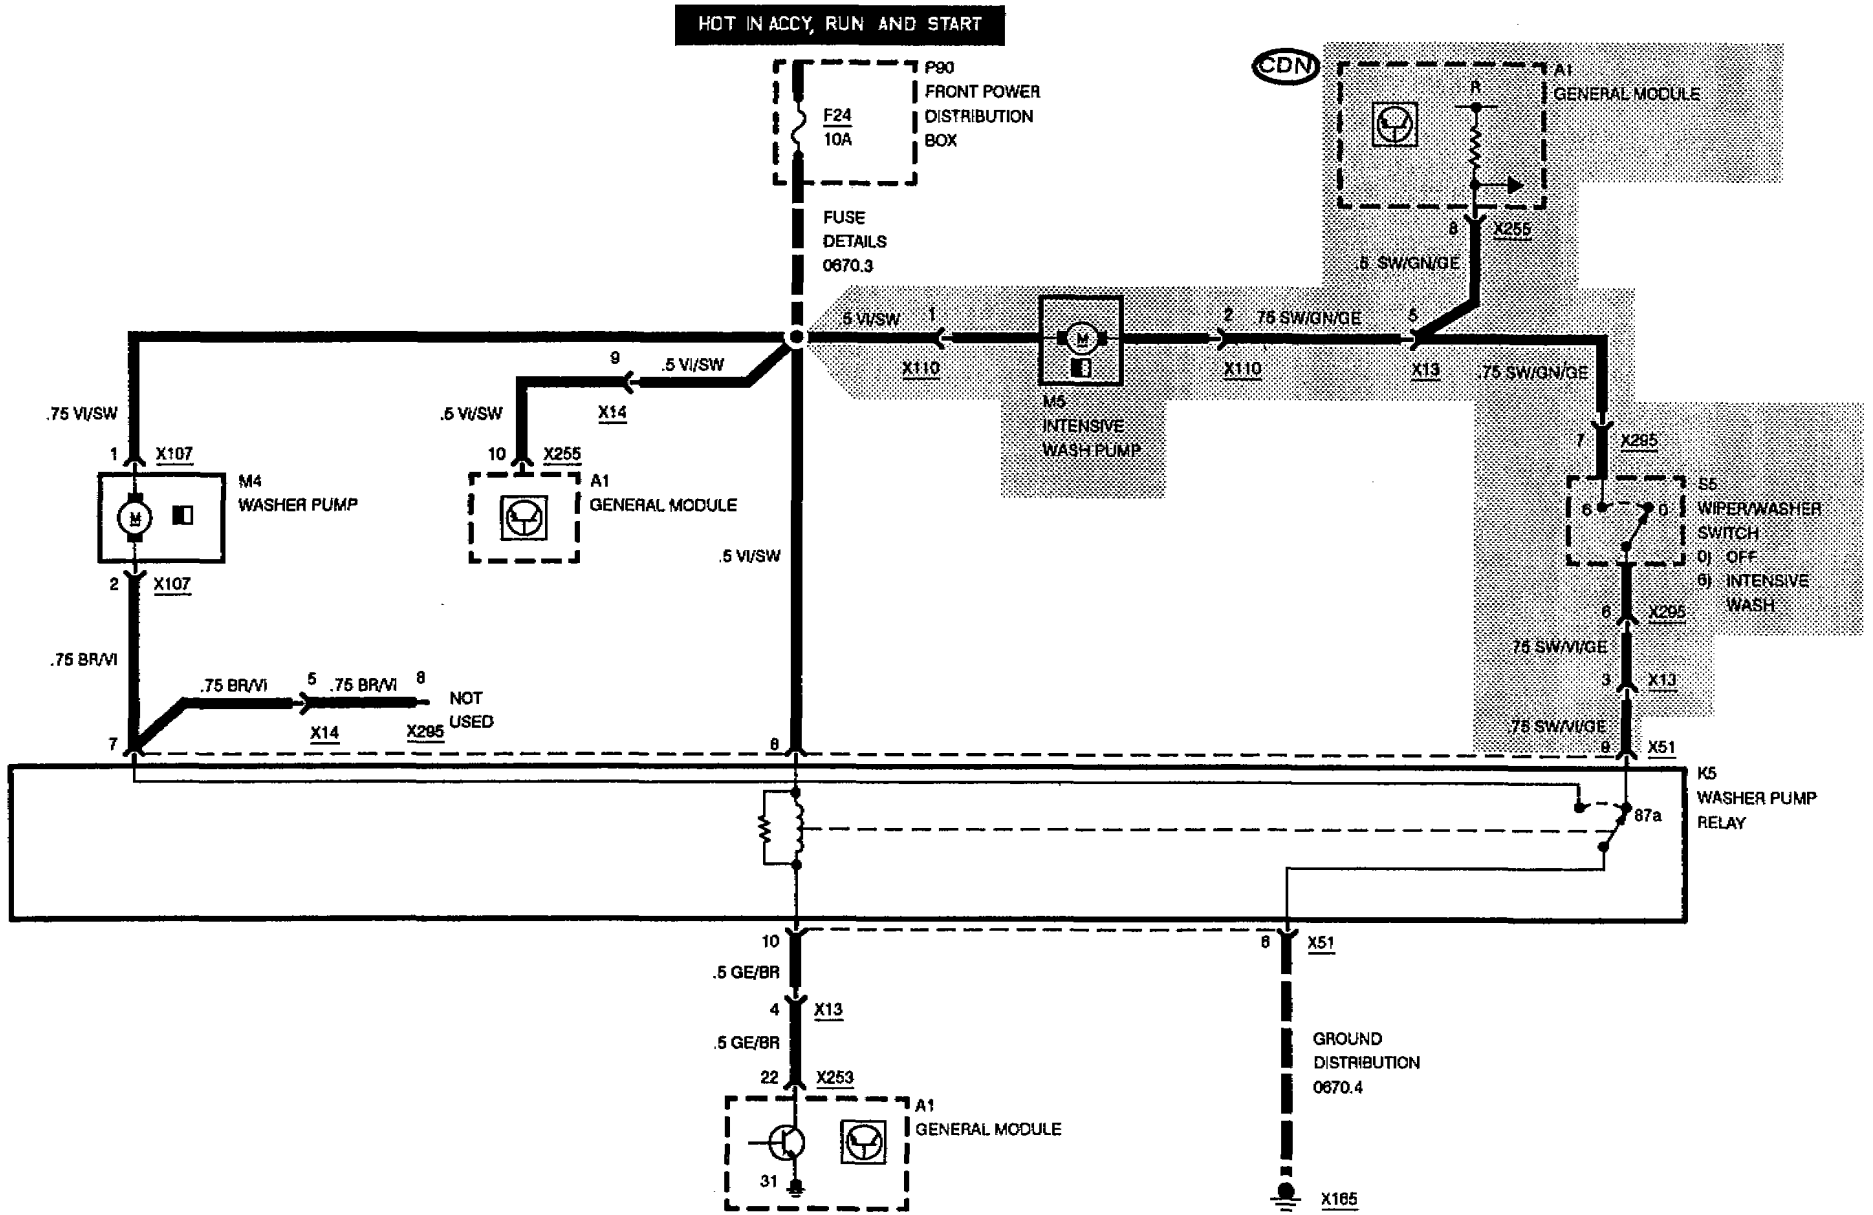 HOT IN ACCY, RUN AND START
CDN
P90
FRONT POWER
DISTRIBUTION
BOX
F24
10A
A1
GENERAL MODULE
R
FUSE
DETAILS
0670.3
8
X255
.5 SW/GN/GE
.5 VI/SW
1
X110
M
M5
INTENSIVE
WASH PUMP
2
X110
.75 SW/GN/GE
5
X13
.75 SW/GN/GE
9
.5 VI/SW
X14
.75 VI/SW
.5 VI/SW
1
X107
M4
WASHER PUMP
M
10
X255
A1
GENERAL MODULE
7
X295
S5
WIPER/WASHER
SWITCH
0) OFF
6) INTENSIVE
WASH
6
0
.5 VI/SW
2
X107
6
X295
.75 SW/VI/GE
3
X13
.75 SW/VI/GE
.75 BR/VI
.75 BR/VI
5
.75 BR/VI
8
NOT
USED
X14
X295
7
8
9
X51
K5
WASHER PUMP
RELAY
87a
10
.5 GE/BR
6
X51
4
X13
.5 GE/BR
22
X253
A1
GENERAL MODULE
31
GROUND
DISTRIBUTION
0670.4
X165